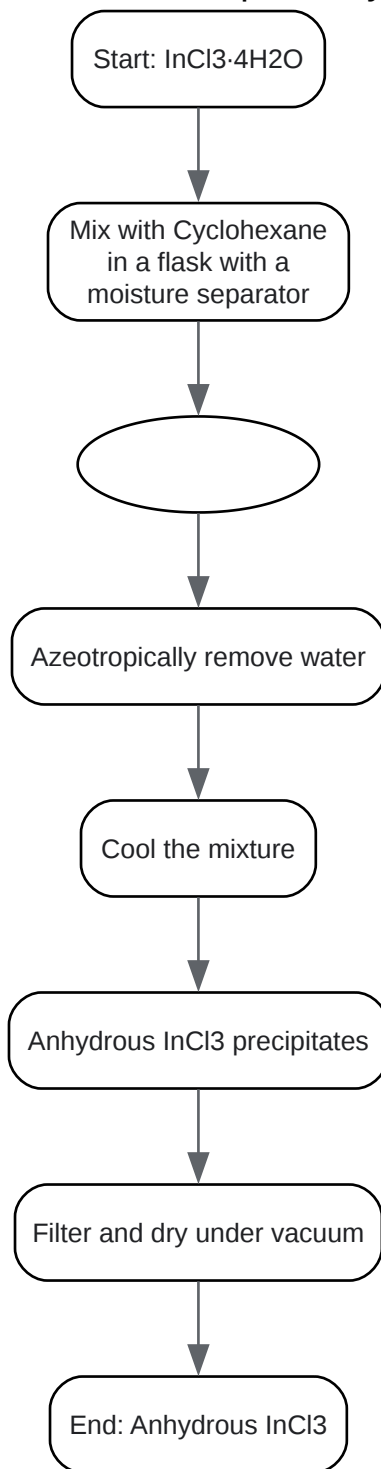 Start: InCl3·4H2O
Mix with Cyclohexane
in a flask with a
moisture separator
Azeotropically remove water
Cool the mixture
Anhydrous InCl3 precipitates
Filter and dry under vacuum
End: Anhydrous InCl3